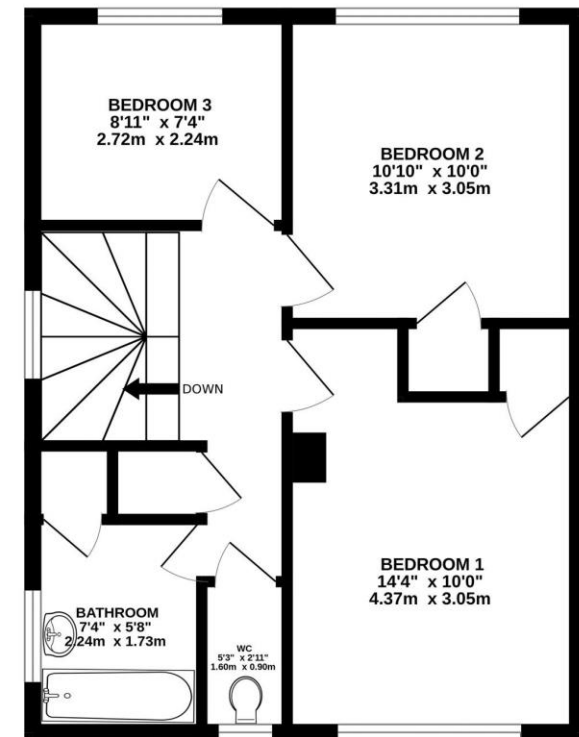 BEDROOM 3
8'11" x 7'4"
2.72m x 2.24m
BEDROOM 2
10'10" x 10'0"
3.31m x 3.05m
DOWN
BEDROOM 1
14'4" x 10'0"
4.37m x 3.05m
BATHROOM
7'4" x 5'8"
2.24m x 1.73m
WC
5'3" x 2'11"
1.60m x 0.90m